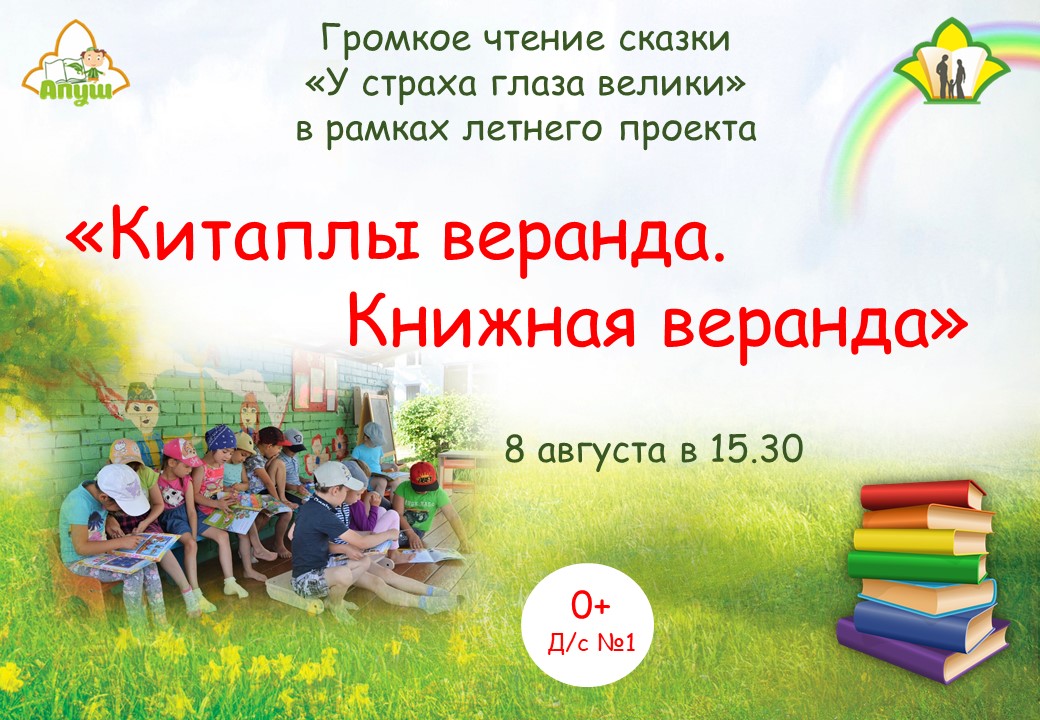 Апуш
Громкое чтение сказки
«У страха глаза велики»
в рамках летнего проекта
«Китаплы веранда.
Книжная веранда»
8 августа в 15.30
0+
Д/с №1